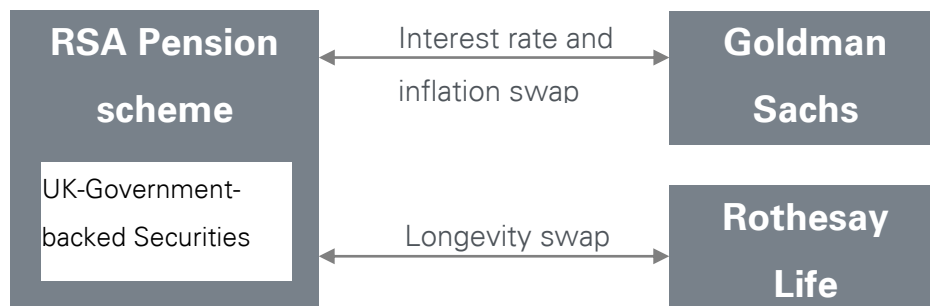 RSA Pension
scheme
UK-Government-
backed Securities
Interest rate and
inflation swap
Longevity swap
Goldman
Sachs
Rothesay
Life